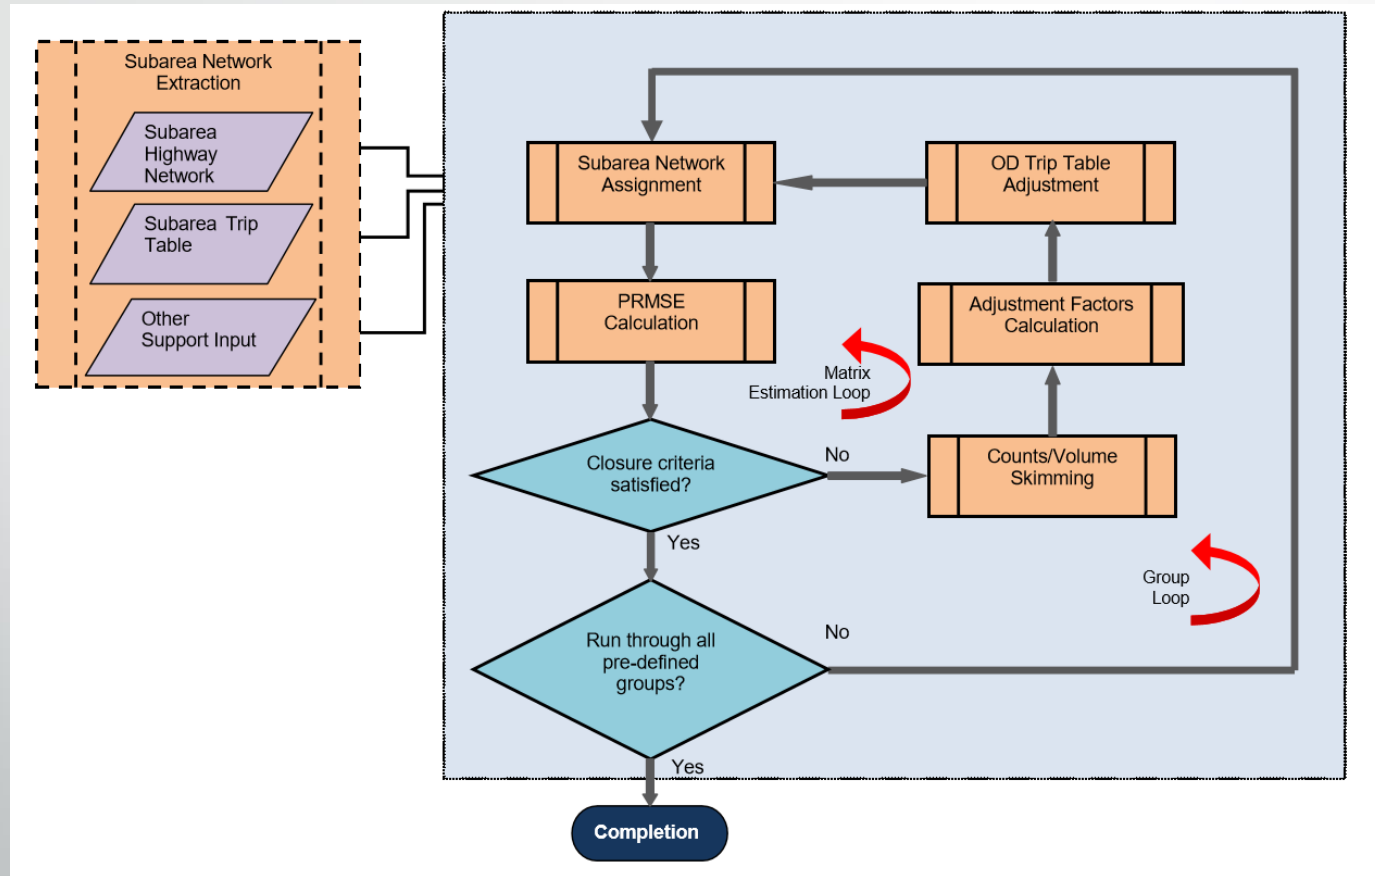 Subarea Network
Extraction
Subarea
Highway
Network
Subarea Trip
Table
Other
Support Input
Subarea Network
Assignment
OD Trip Table
Adjustment
PRMSE
Calculation
Adjustment Factors
Calculation
Matrix
Estimation Loop
Closure criteria
satisfied?
No
Counts/Volume
Skimming
Yes
Group
Loop
Run through all
pre-defined
groups?
No
Yes
Completion